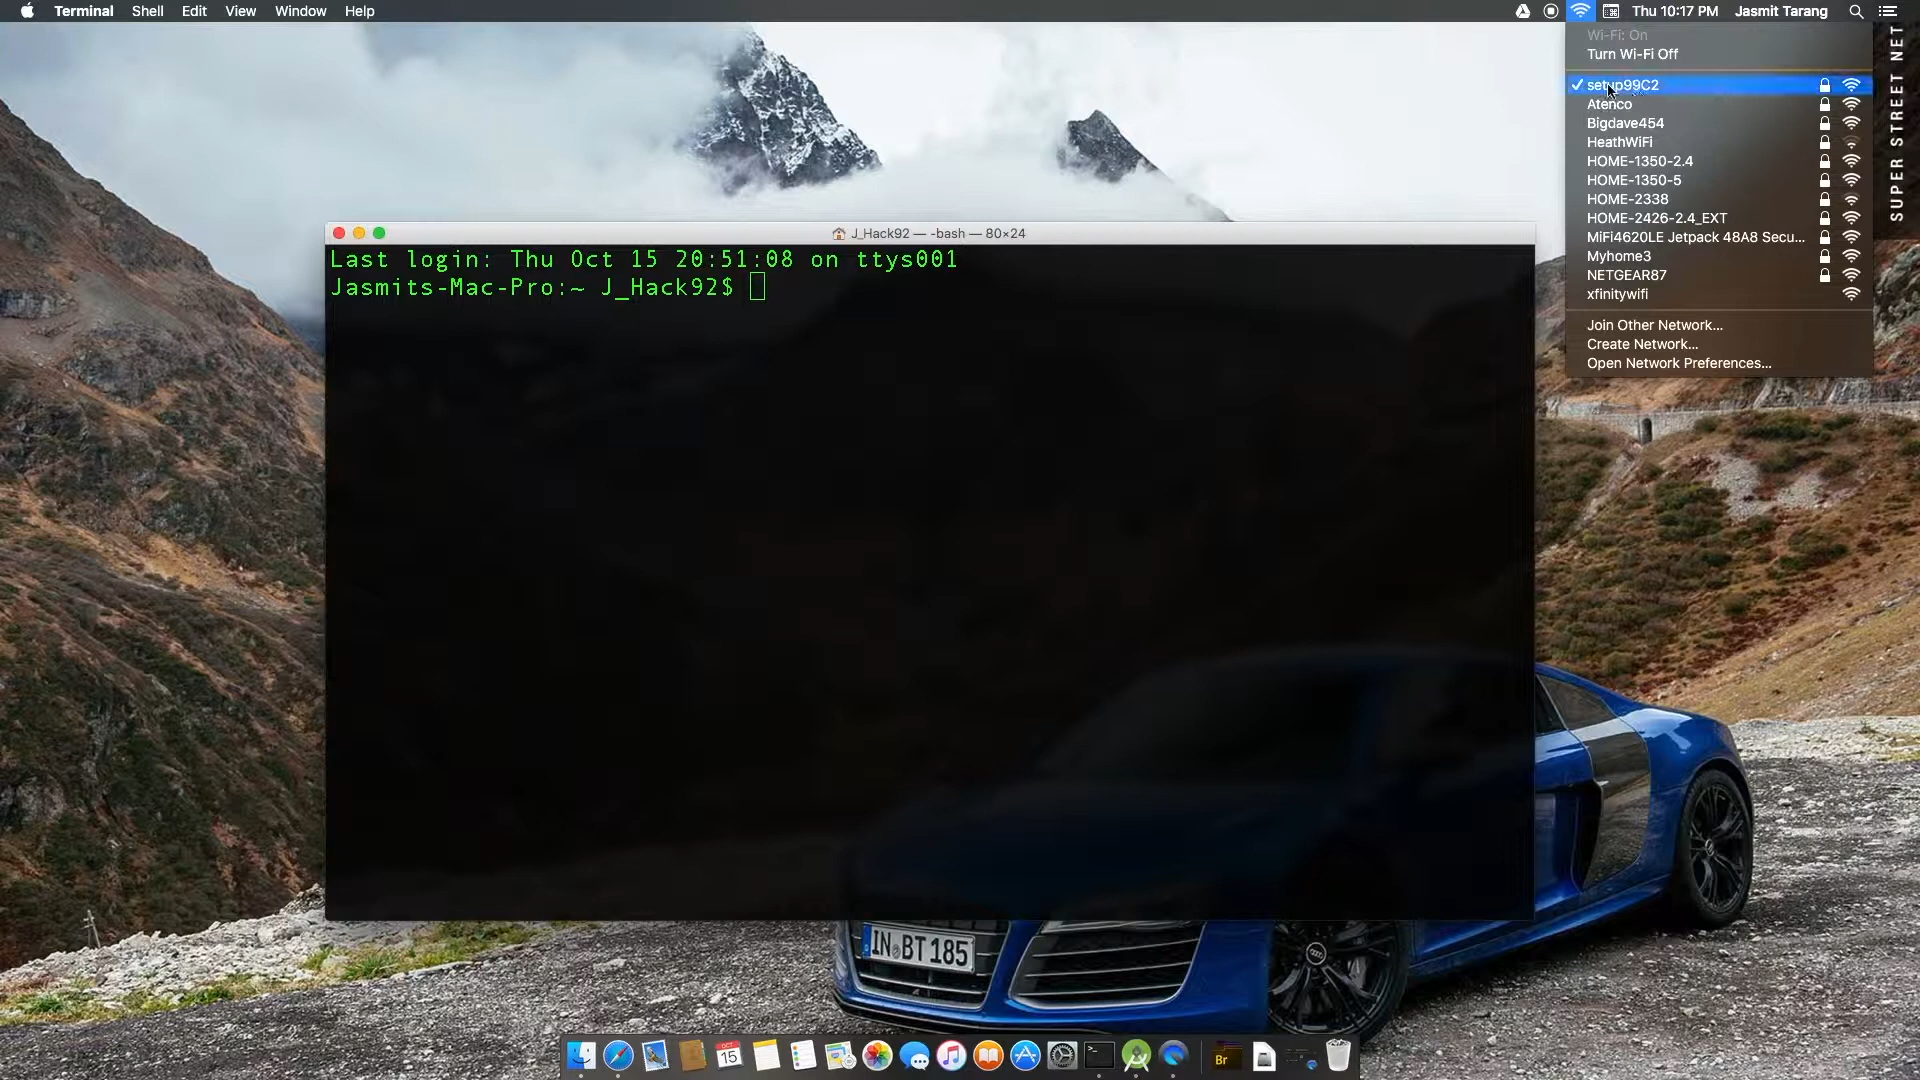 Terminal Shell Edit View Window Help
Thu 10:17 PM Jasmit Tarang
Wi-Fi: On
Turn Wi-Fi Off
setup99C2
Atenco
Bigdave454
HeathWiFi
HOME-1350-2.4
HOME-1350-5
HOME-2338
HOME-2426-2.4_EXT
MiFi4620LE Jetpack 48A8 Secu...
Myhome3
NETGEAR87
xfinitywifi
Join Other Network...
Create Network...
Open Network Preferences...
SUPER STREET NET
J_Hack92 — -bash — 80×24
Last login: Thu Oct 15 20:51:08 on ttys001
Jasmits-Mac-Pro:~ J_Hack92$
IN BT 185
OCT
15
Br